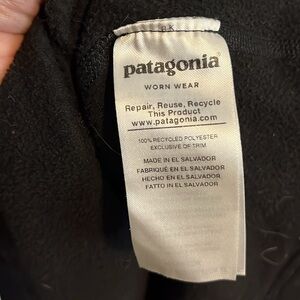 patagonia®
WORN WEAR
Repair, Reuse, Recycle
This Product
www.patagonia.com
100% RECYCLED POLYESTER
EXCLUSIVE OF TRIM
MADE IN EL SALVADOR
FABRIQUÉ EN EL SALVADOR
HECHO EN EL SALVADOR
FATTO IN EL SALVADOR